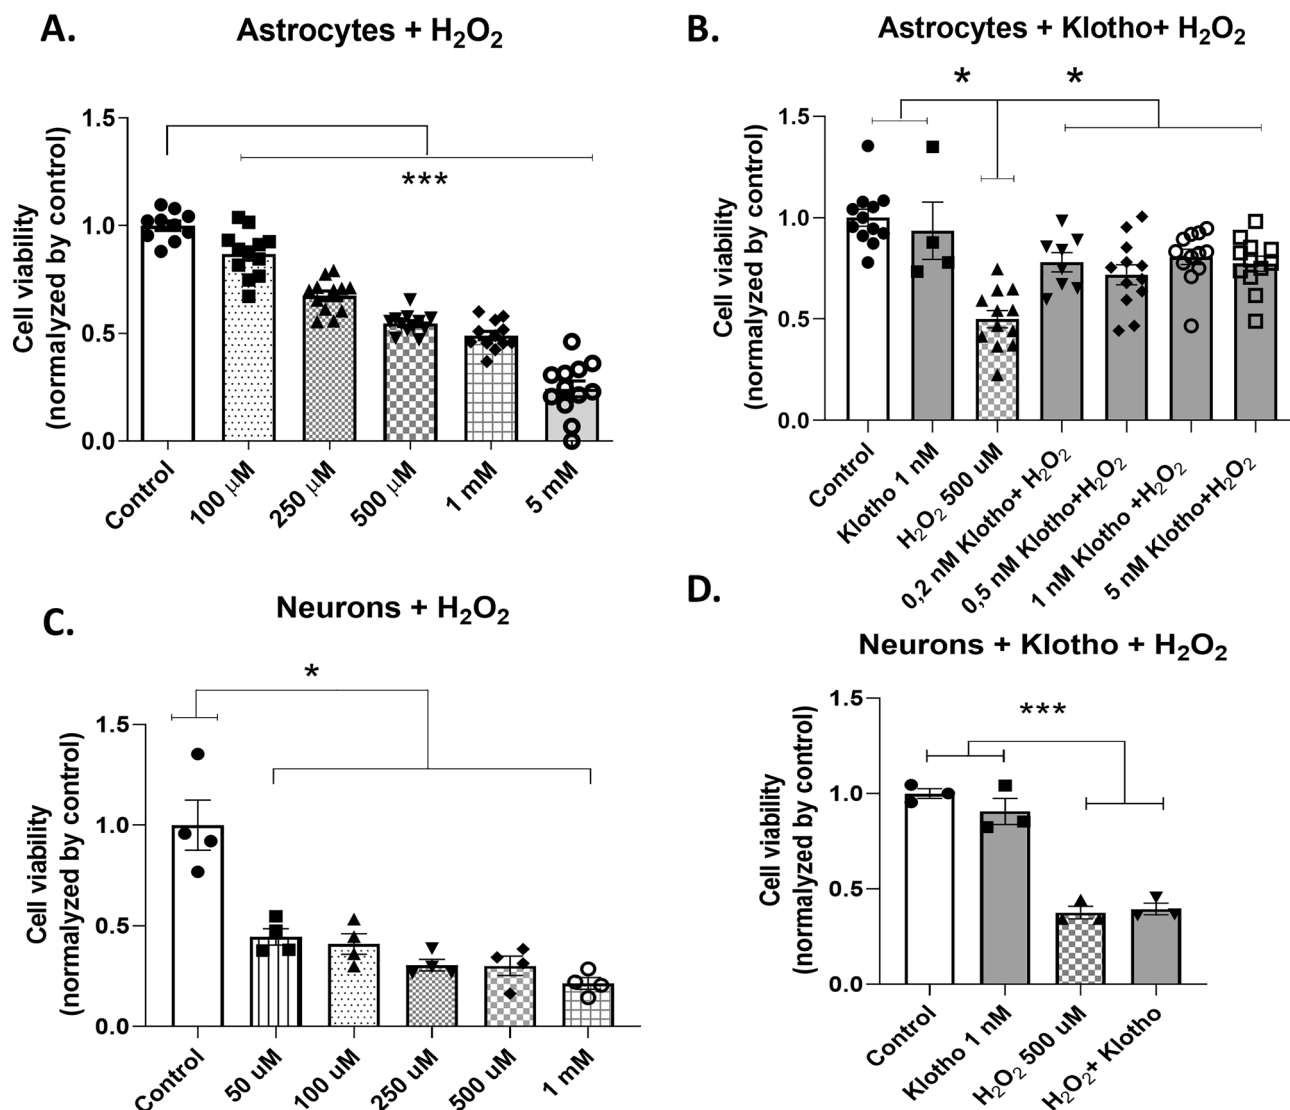 A.
Astrocytes + H₂O₂
Cell viability
(normalized by control)
1.5
1.0
0.5
0.0
***
Control
100 μM
250 μM
500 μM
1 mM
5 mM
B.
Astrocytes + Klotho+ H₂O₂
Cell viability
(normalized by control)
1.5
1.0
0.5
0.0
*
*
Control
Klotho 1 nM
H₂O₂ 500 uM
0,2 nM Klotho+ H₂O₂
0,5 nM Klotho+H₂O₂
1 nM Klotho +H₂O₂
5 nM Klotho+H₂O₂
C.
Neurons + H₂O₂
Cell viability
(normalized by control)
1.5
1.0
0.5
0.0
*
Control
50 uM
100 uM
250 uM
500 uM
1 mM
D.
Neurons + Klotho + H₂O₂
Cell viability
(normalized by control)
1.5
1.0
0.5
0.0
***
Control
Klotho 1 nM
H₂O₂ 500 uM
H₂O₂+ Klotho